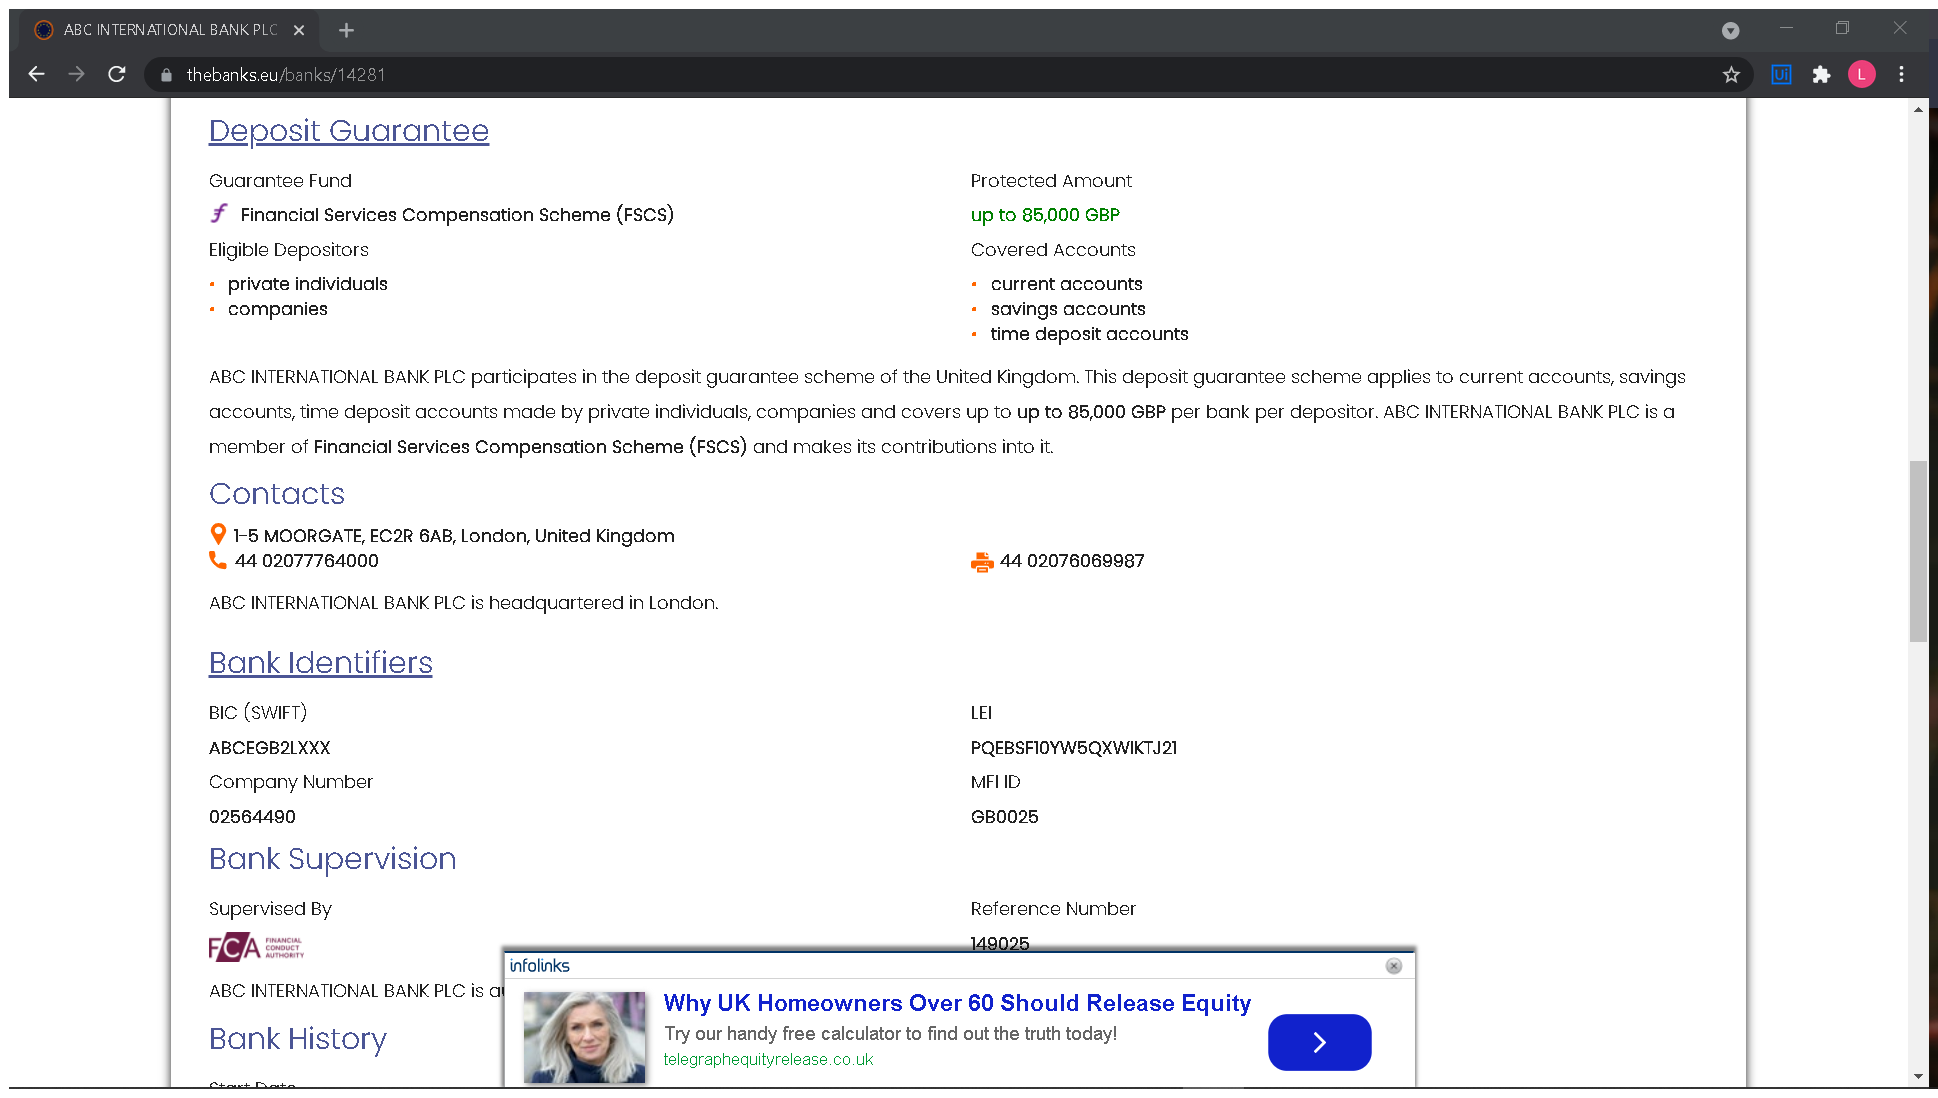 ABC INTERNATIONAL BANK PLC
thebanks.eu/banks/14281
Ui
L
Deposit Guarantee
Guarantee Fund
Protected Amount
Financial Services Compensation Scheme (FSCS)
up to 85,000 GBP
Eligible Depositors
Covered Accounts
private individuals
current accounts
companies
savings accounts
time deposit accounts
ABC INTERNATIONAL BANK PLC participates in the deposit guarantee scheme of the United Kingdom. This deposit guarantee scheme applies to current accounts, savings
accounts, time deposit accounts made by private individuals, companies and covers up to up to 85,000 GBP per bank per depositor. ABC INTERNATIONAL BANK PLC is a
member of Financial Services Compensation Scheme (FSCS) and makes its contributions into it.
Contacts
1-5 MOORGATE, EC2R 6AB, London, United Kingdom
44 02077764000
44 02076069987
ABC INTERNATIONAL BANK PLC is headquartered in London.
Bank Identifiers
BIC (SWIFT)
LEI
ABCEGB2LXXX
PQEBSF10YW5QXWIKTJ21
Company Number
MFI ID
02564490
GB0025
Bank Supervision
Supervised By
Reference Number
FCA FINANCIAL CONDUCT AUTHORITY
149025
ABC INTERNATIONAL BANK PLC is
infolinks
Why UK Homeowners Over 60 Should Release Equity
Try our handy free calculator to find out the truth today!
telegraphequityrelease.co.uk
Bank History
Start Date